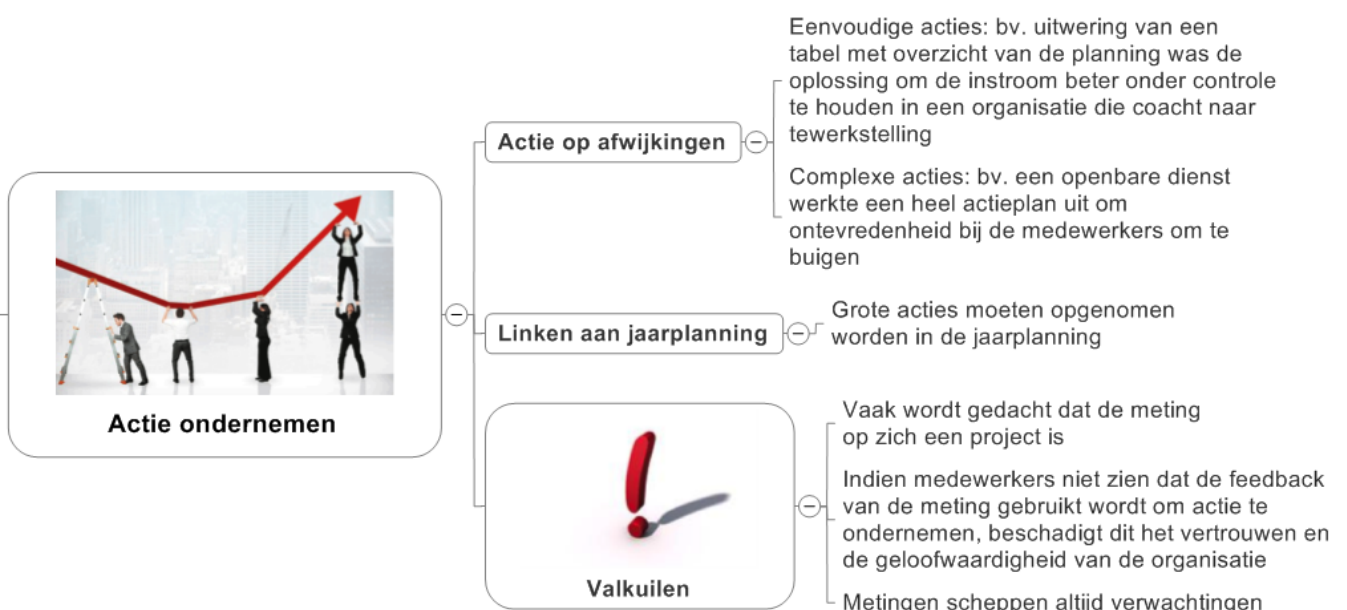 Eenvoudige acties: bv. uitwering van een
tabel met overzicht van de planning was de
oplossing om de instroom beter onder controle
te houden in een organisatie die coacht naar
tewerkstelling
Actie op afwijkingen
Complexe acties: bv. een openbare dienst
werkte een heel actieplan uit om
ontevredenheid bij de medewerkers om te
buigen
Actie ondernemen
Linken aan jaarplanning
Grote acties moeten opgenomen
worden in de jaarplanning
Valkuilen
Vaak wordt gedacht dat de meting
op zich een project is
Indien medewerkers niet zien dat de feedback
van de meting gebruikt wordt om actie te
ondernemen, beschadigt dit het vertrouwen en
de geloofwaardigheid van de organisatie
Metingen scheppen altijd verwachtingen